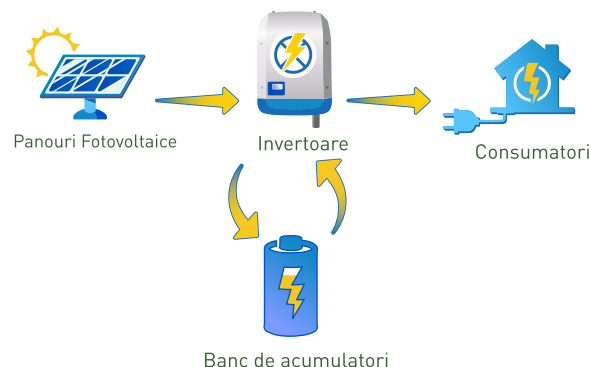 Panouri Fotovoltaice
Invertoare
Consumatori
Banc de acumulatori